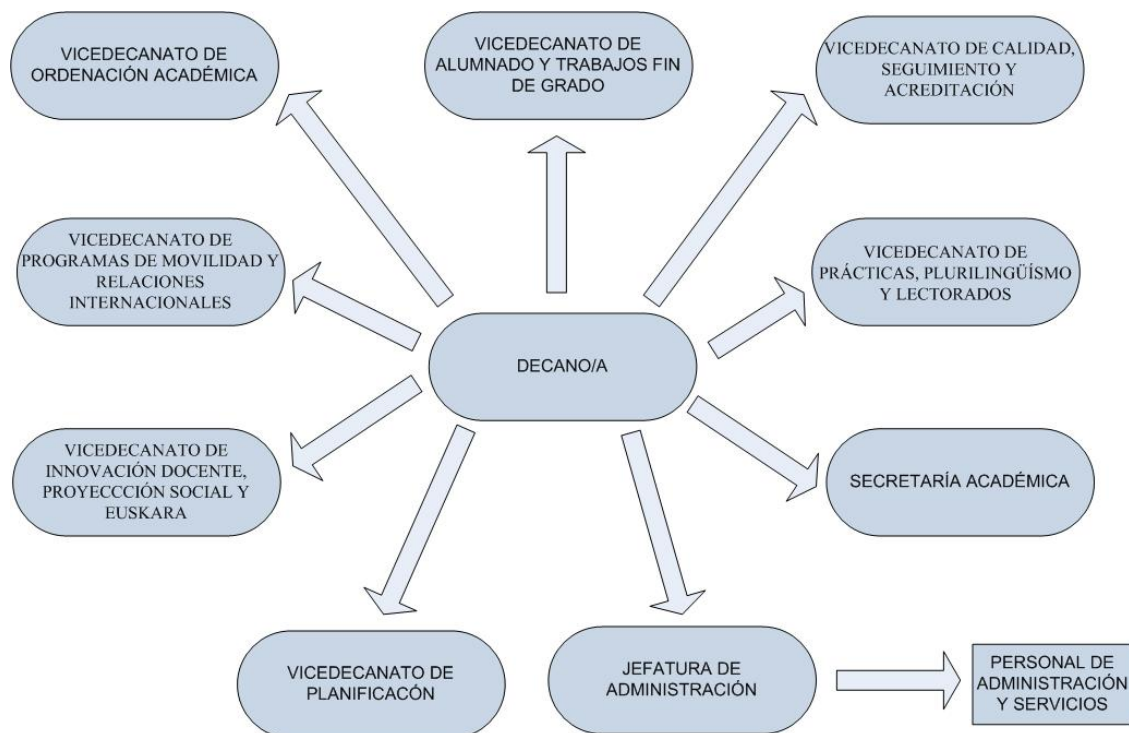 VICEDECANATO DE
ORDENACIÓN ACADÉMICA
VICEDECANATO DE
ALUMNADO Y TRABAJOS FIN
DE GRADO
VICEDECANATO DE CALIDAD,
SEGUIMIENTO Y
ACREDITACIÓN
VICEDECANATO DE
PROGRAMAS DE MOVILIDAD Y
RELACIONES
INTERNACIONALES
VICEDECANATO DE
PRÁCTICAS, PLURILINGÜÍSMO
Y LECTORADOS
DECANO/A
VICEDECANATO DE
INNOVACIÓN DOCENTE,
PROYECCCIÓN SOCIAL Y
EUSKARA
SECRETARÍA ACADÉMICA
VICEDECANATO DE
PLANIFICACÓN
JEFATURA DE
ADMINISTRACIÓN
PERSONAL DE
ADMINISTRACIÓN
Y SERVICIOS